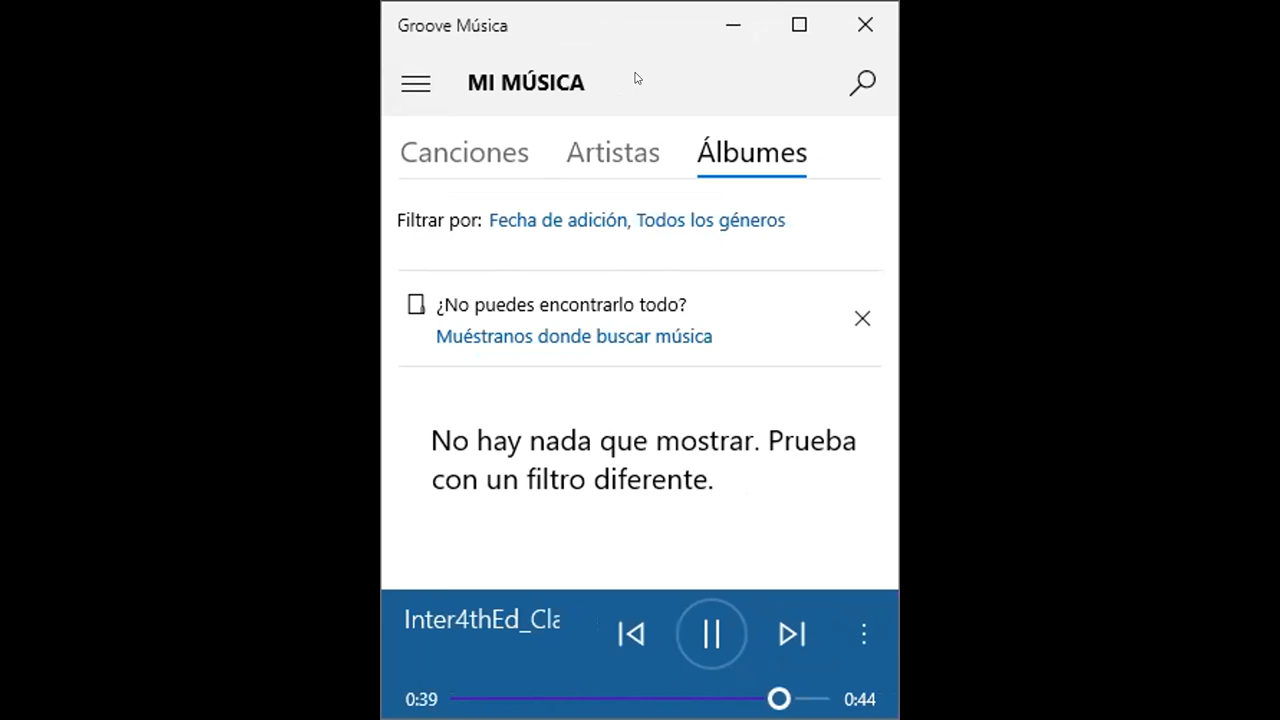 Groove Música
MI MÚSICA
Canciones Artistas Álbumes
Filtrar por: Fecha de adición, Todos los géneros
¿No puedes encontrarlo todo?
Muéstranos donde buscar música
No hay nada que mostrar. Prueba
con un filtro diferente.
Inter4thEd_Cla
0:39 0:44